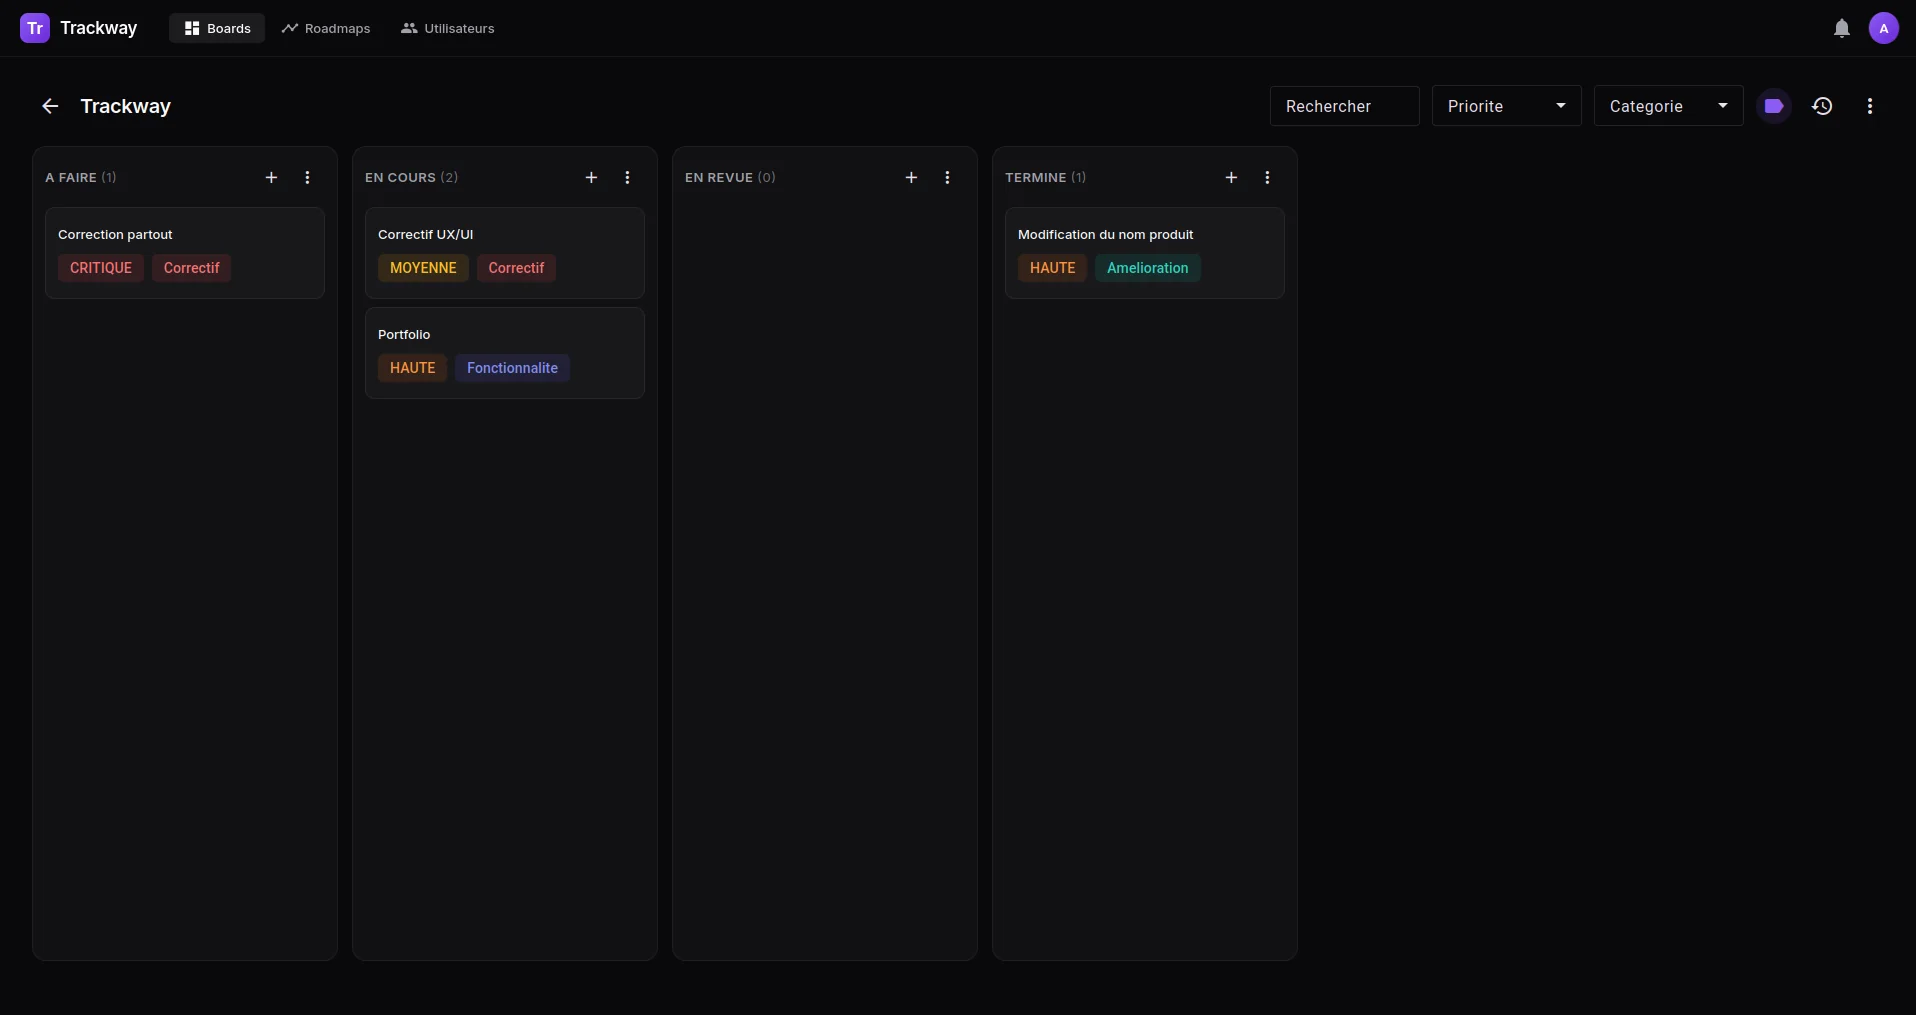 Tr Trackway Boards Roadmaps Utilisateurs A
Trackway Rechercher Priorite Categorie
A FAIRE (1)
Correction partout
CRITIQUE Correctif
EN COURS (2)
Correctif UX/UI
MOYENNE Correctif
Portfolio
HAUTE Fonctionnalite
EN REVUE (0)
TERMINE (1)
Modification du nom produit
HAUTE Amelioration